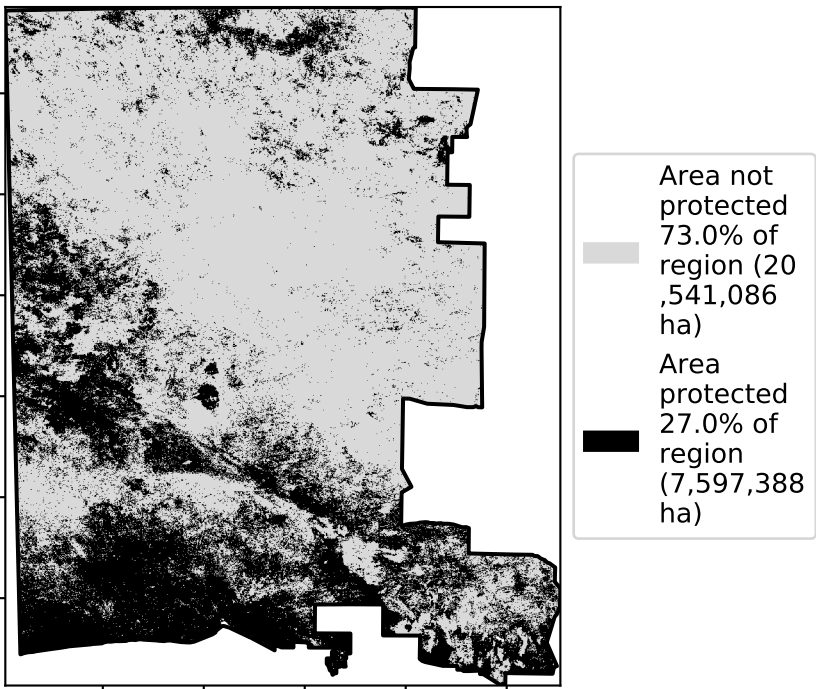 Area not
protected
73.0% of
region (20
,541,086
ha)
Area
protected
27.0% of
region
(7,597,388
ha)